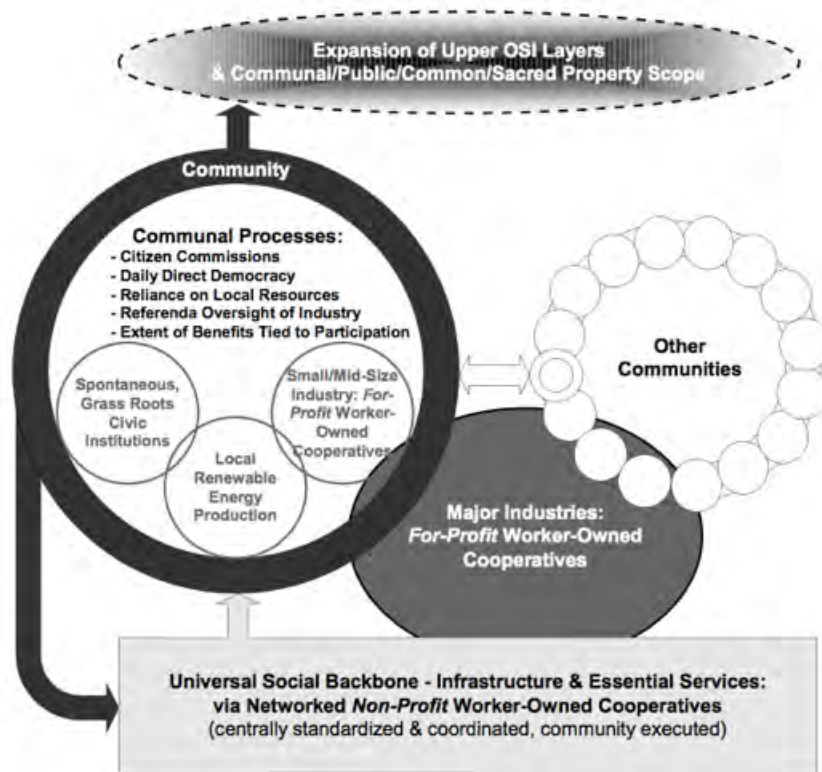 Expansion of Upper OSI Layers
& Communal/Public/Common/Sacred Property Scope
Community
Communal Processes:
- Citizen Commissions
- Daily Direct Democracy
- Reliance on Local Resources
- Referenda Oversight of Industry
- Extent of Benefits Tied to Participation
Spontaneous,
Grass Roots
Civic
Institutions
Small/Mid-Size
Industry: For-
Profit Worker-
Owned
Cooperatives
Local
Renewable
Energy
Production
Other
Communities
Major Industries:
For-Profit Worker-Owned
Cooperatives
Universal Social Backbone - Infrastructure & Essential Services:
via Networked Non-Profit Worker-Owned Cooperatives
(centrally standardized & coordinated, community executed)